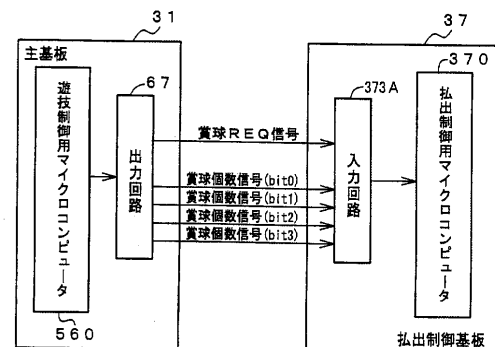 31
37
主基板
370
67
373A
遊技制御用マイクロコンピュータ
出力回路
賞球REQ信号
賞球個数信号(bit0)
賞球個数信号(bit1)
賞球個数信号(bit2)
賞球個数信号(bit3)
入力回路
払出制御用マイクロコンピュータ
560
払出制御基板